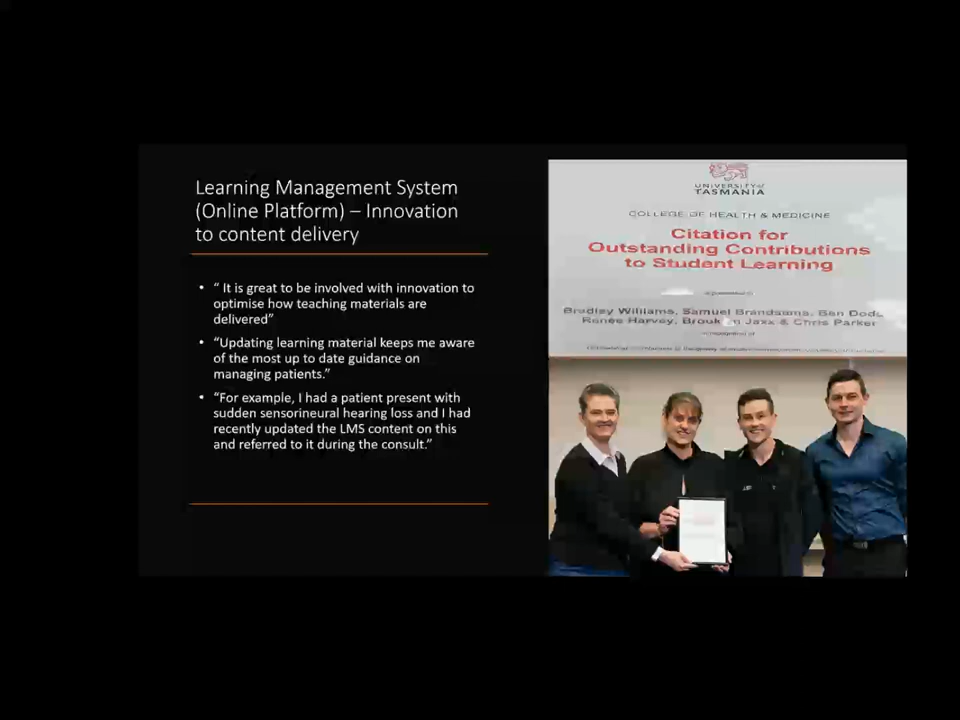 Learning Management System
(Online Platform) – Innovation
to content delivery
• “ It is great to be involved with innovation to
optimise how teaching materials are
delivered”
• “Updating learning material keeps me aware
of the most up to date guidance on
managing patients.”
• “For example, I had a patient present with
sudden sensorineural hearing loss and I had
recently updated the LMS content on this
and referred to it during the consult.”
UNIVERSITY of
TASMANIA
COLLEGE OF HEALTH & MEDICINE
Citation for
Outstanding Contributions
to Student Learning
Bradley Williams, Samuel Brandsema, Ben Dodds
Renee Harvey, Jaxx & Chris Parker